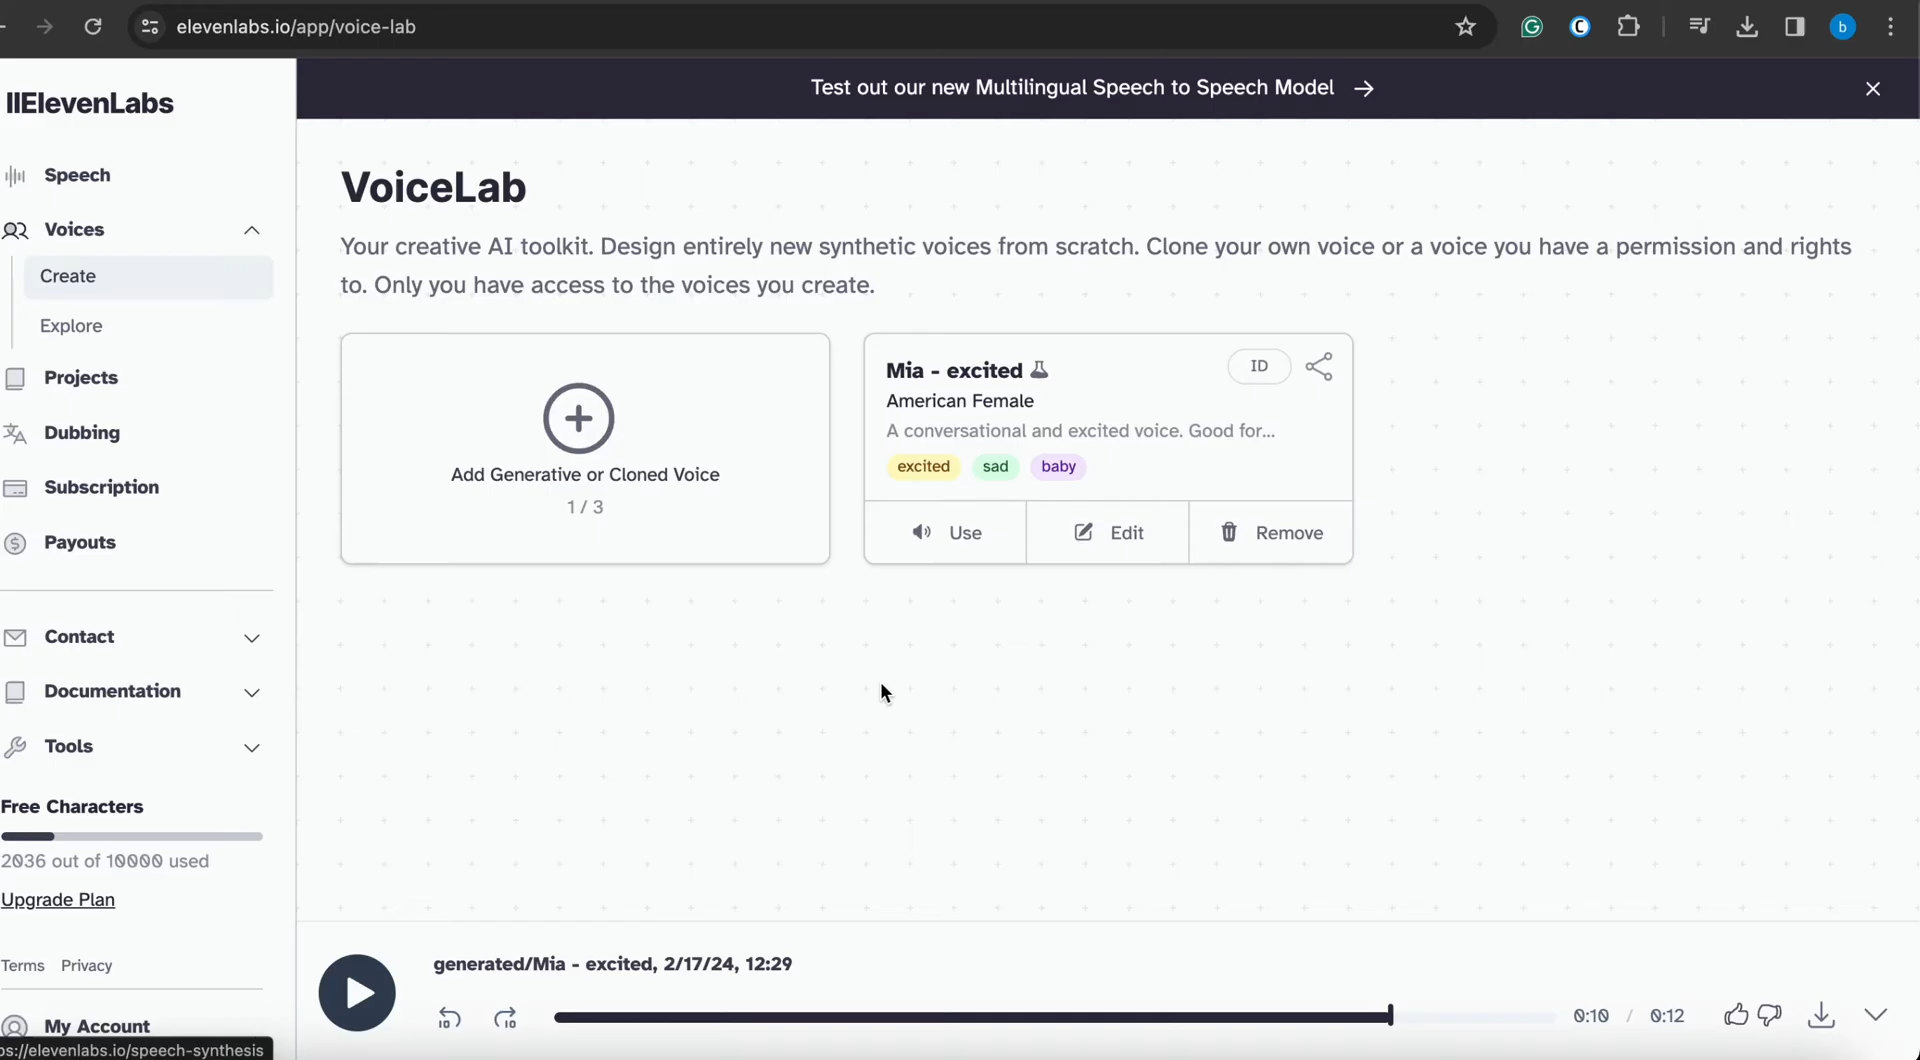 elevenlabs.io/app/voice-lab
b
IIElevenLabs
Test out our new Multilingual Speech to Speech Model →
Speech
Voices
Create
Explore
Projects
Dubbing
Subscription
Payouts
Contact
Documentation
Tools
Free Characters
2036 out of 10000 used
Upgrade Plan
Terms Privacy
My Account
ps://elevenlabs.io/speech-synthesis
VoiceLab
Your creative AI toolkit. Design entirely new synthetic voices from scratch. Clone your own voice or a voice you have a permission and rights
to. Only you have access to the voices you create.
Add Generative or Cloned Voice
1 / 3
Mia - excited
ID
American Female
A conversational and excited voice. Good for...
excited sad baby
Use Edit Remove
generated/Mia - excited, 2/17/24, 12:29
10 10 0:10 / 0:12